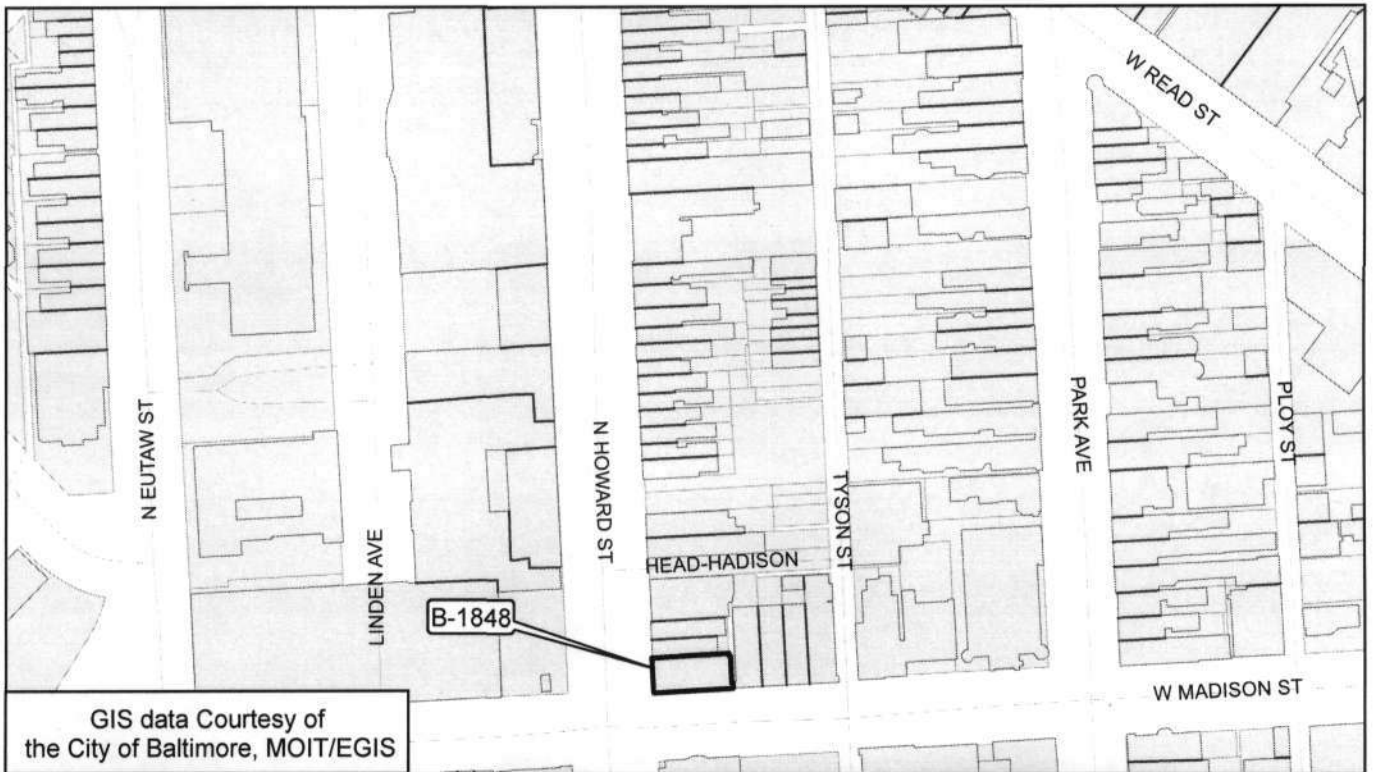 W READ ST
N EUTAW ST
LINDEN AVE
N HOWARD ST
TYSON ST
PARK AVE
PLOY ST
HEAD-HADISON
B-1848
W MADISON ST
GIS data Courtesy of
the City of Baltimore, MOIT/EGIS